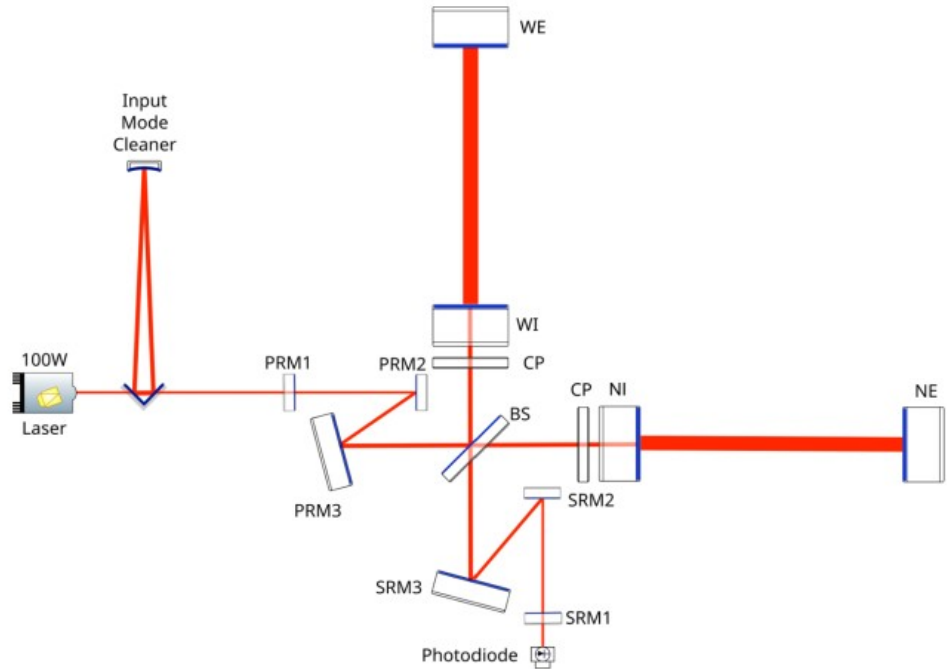 WE
Input
Mode
Cleaner
WI
100W
PRM1
PRM2
CP
Laser
BS
CP
NI
NE
PRM3
SRM2
SRM3
SRM1
Photodiode